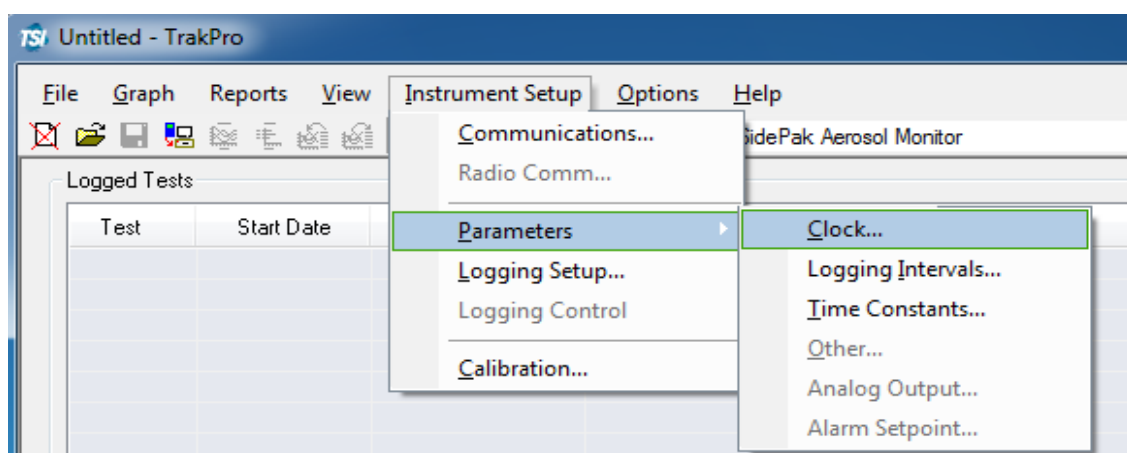 TSI Untitled - TrakPro
File Graph Reports View Instrument Setup Options Help
Communications...
SidePak Aerosol Monitor
Radio Comm...
Logged Tests
Test Start Date
Parameters
Clock...
Logging Setup...
Logging Intervals...
Logging Control
Time Constants...
Other...
Calibration...
Analog Output...
Alarm Setpoint...